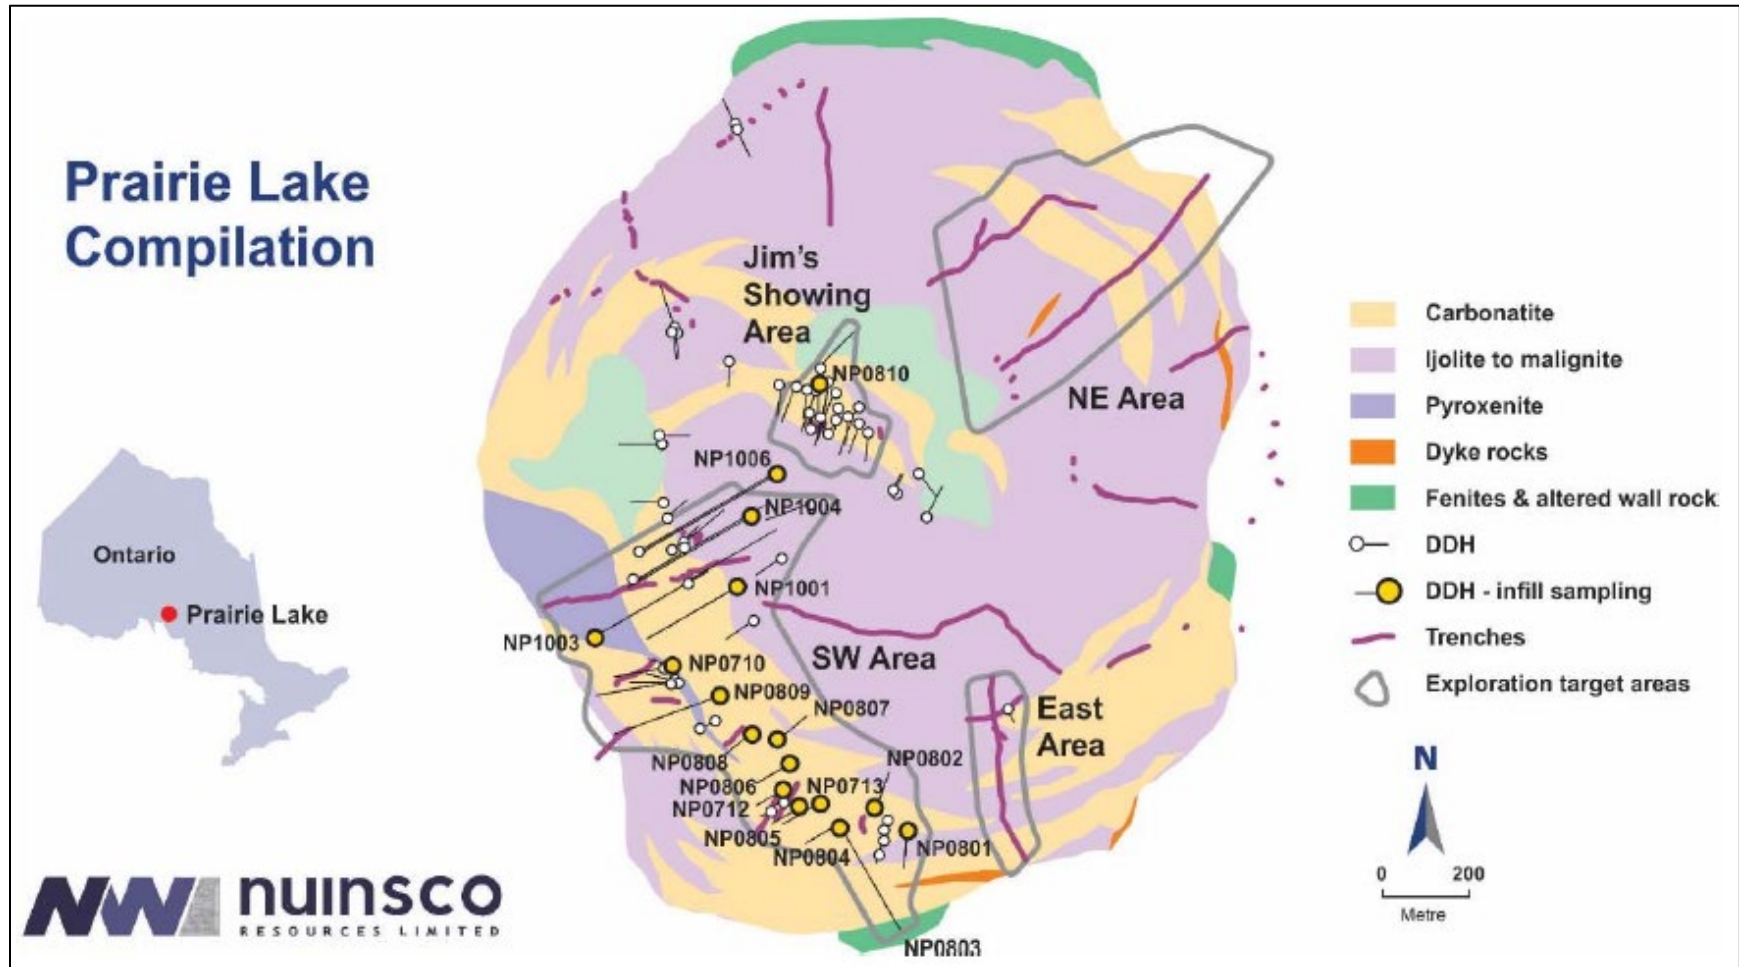 Prairie Lake
Compilation
Jim's
Showing
Area
NP0810
NE Area
NP1006
NP1004
NP1001
NP1003
SW Area
NP0710
NP0809
NP0807
East
Area
NP0808
NP0802
NP0806
NP0713
NP0712
NP0805
NP0804
NP0801
NP0803
Ontario
Prairie Lake
Carbonatite
Ijolite to malignite
Pyroxenite
Dyke rocks
Fenites & altered wall rock
DDH
DDH - infill sampling
Trenches
Exploration target areas
N
0 200
Metre
NW
nuinsco
RESOURCES LIMITED